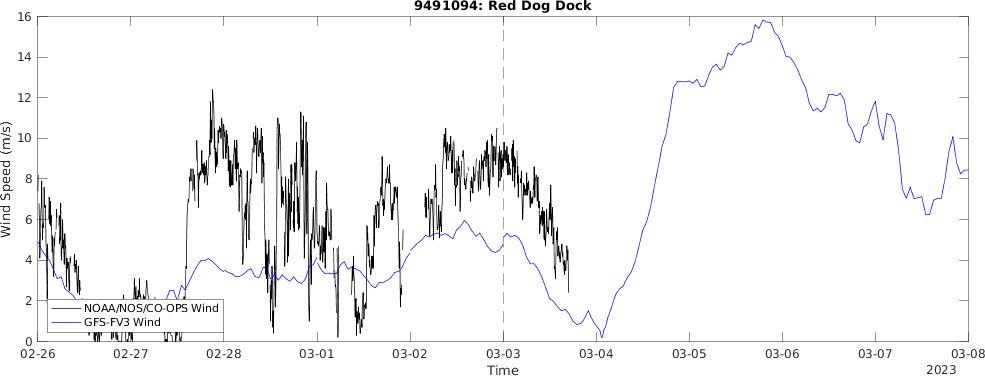 9491094: Red Dog Dock
Wind Speed (m/s)
16
14
12
10
8
6
4
2
0
NOAA/NOS/CO-OPS Wind
GFS-FV3 Wind
02-26 02-27 02-28 03-01 03-02 03-03 03-04 03-05 03-06 03-07 03-08
Time
2023